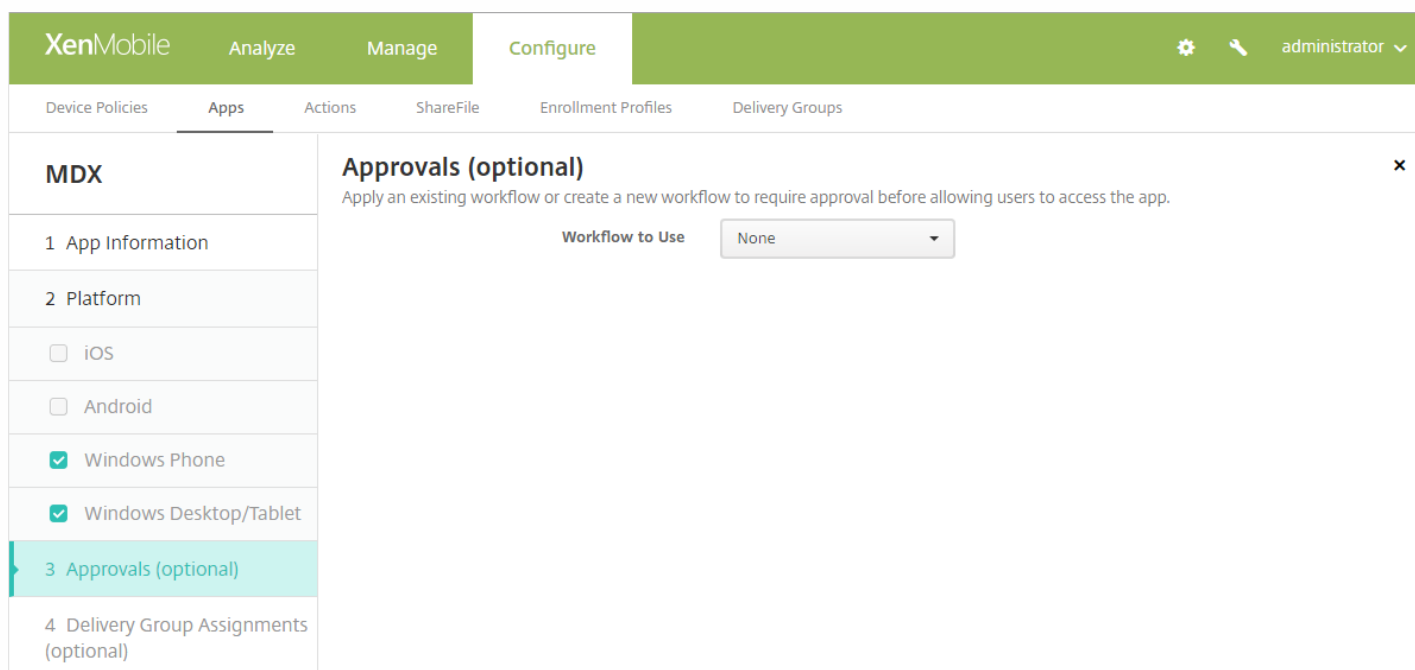 XenMobile Analyze Manage Configure administrator
Device Policies Apps Actions ShareFile Enrollment Profiles Delivery Groups
MDX
1 App Information
2 Platform
iOS
Android
Windows Phone
Windows Desktop/Tablet
3 Approvals (optional)
4 Delivery Group Assignments
(optional)
Approvals (optional)
Apply an existing workflow or create a new workflow to require approval before allowing users to access the app.
Workflow to Use None